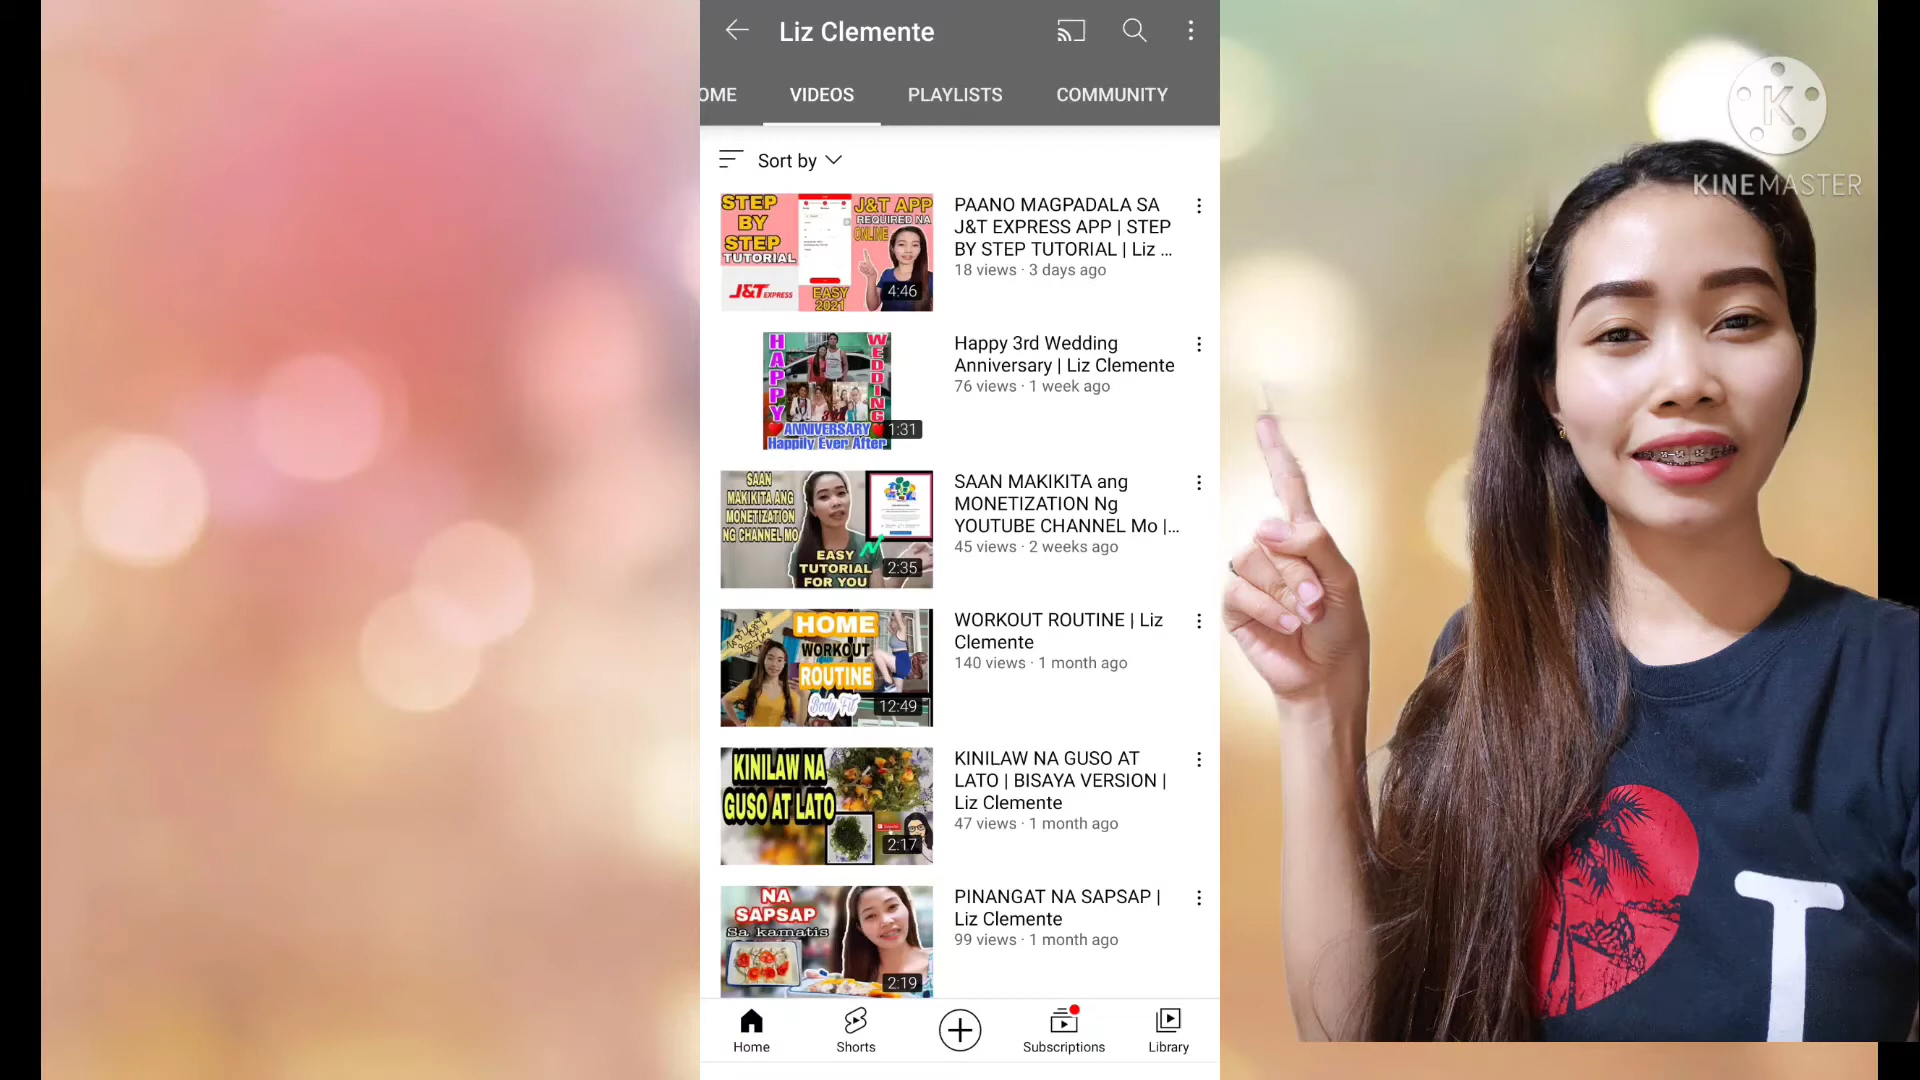 Liz Clemente
OME VIDEOS PLAYLISTS COMMUNITY
Sort by
STEP
BY
STEP
TUTORIAL
J&T EXPRESS
J&T APP
REQUIRED NA
ONLINE
EASY
2021
4:46
PAANO MAGPADALA SA
J&T EXPRESS APP | STEP
BY STEP TUTORIAL | Liz ...
18 views · 3 days ago
HAPPY
WEDDING
3rd
ANNIVERSARY
Happily Ever After
1:31
Happy 3rd Wedding
Anniversary | Liz Clemente
76 views · 1 week ago
SAAN
MAKIKITA ANG
MONETIZATION
NG CHANNEL MO
EASY
TUTORIAL
FOR YOU
2:35
SAAN MAKIKITA ang
MONETIZATION Ng
YOUTUBE CHANNEL Mo |...
45 views · 2 weeks ago
Workout
routine
HOME
WORKOUT
ROUTINE
Body Fit
12:49
WORKOUT ROUTINE | Liz
Clemente
140 views · 1 month ago
KINILAW NA
GUSO AT LATO
2:17
KINILAW NA GUSO AT
LATO | BISAYA VERSION |
Liz Clemente
47 views · 1 month ago
NA
SAPSAP
Sa kamatis
2:19
PINANGAT NA SAPSAP |
Liz Clemente
99 views · 1 month ago
Home Shorts Subscriptions Library
K
KINEMASTER
T